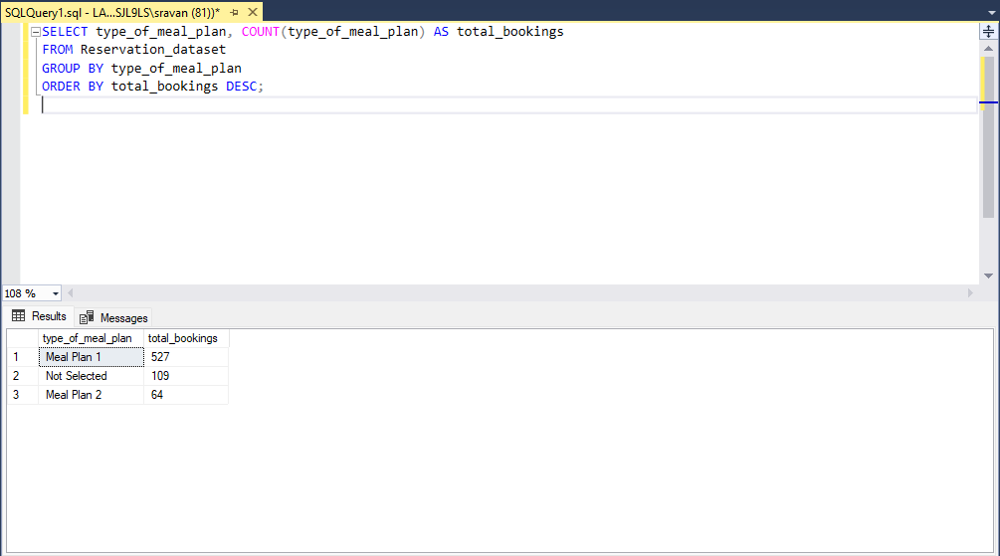 SQLQuery1.sql - LA...SJL9LS\sravan (81))*
SELECT type_of_meal_plan, COUNT(type_of_meal_plan) AS total_bookings
FROM Reservation_dataset
GROUP BY type_of_meal_plan
ORDER BY total_bookings DESC;
108 %
Results Messages
type_of_meal_plan total_bookings
1 Meal Plan 1 527
2 Not Selected 109
3 Meal Plan 2 64